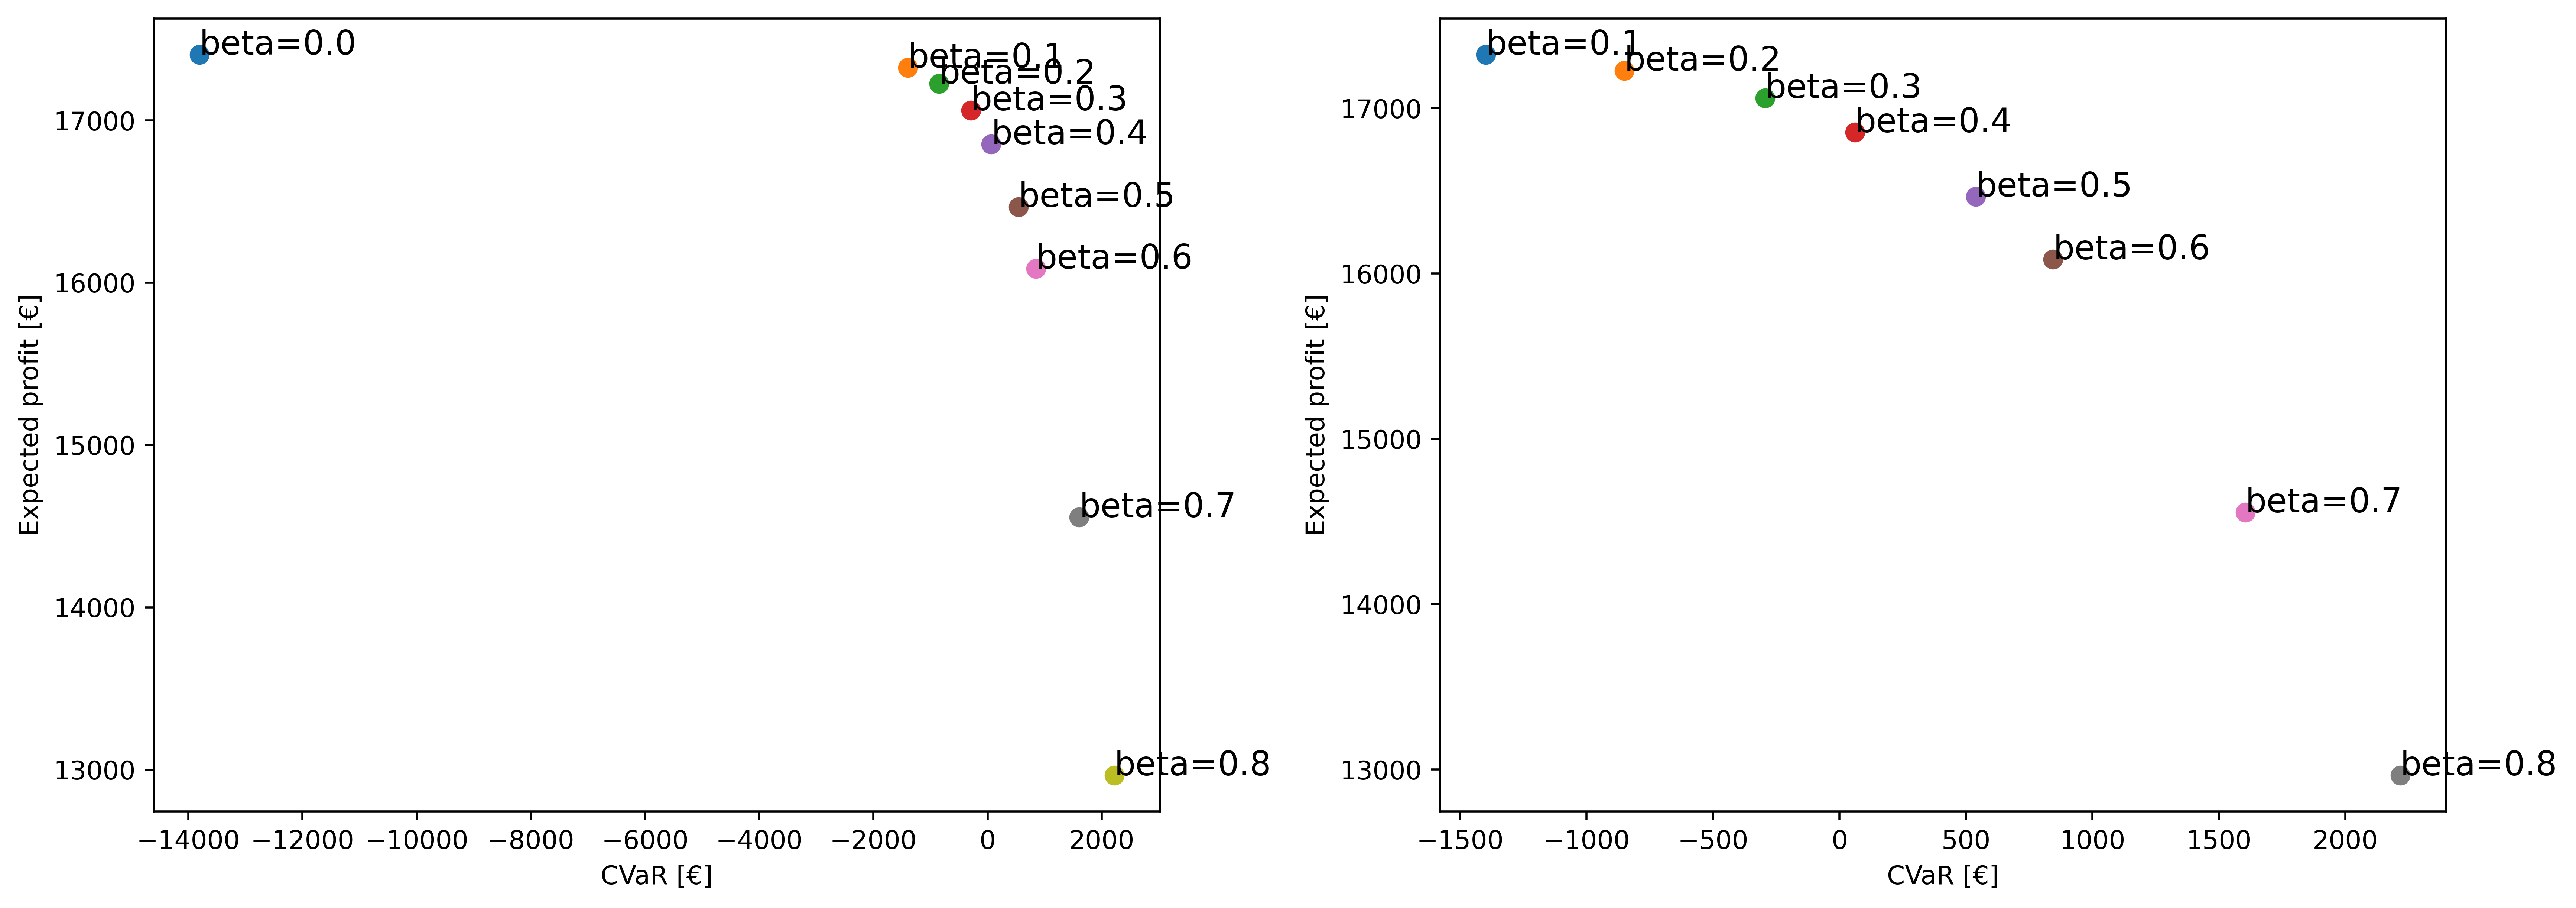 beta=0.0
beta=0.1
beta=0.2
beta=0.3
beta=0.4
beta=0.5
beta=0.6
beta=0.7
beta=0.8
17000
16000
15000
14000
13000
Expected profit [€]
−14000 −12000 −10000 −8000 −6000 −4000 −2000 0 2000
CVaR [€]
beta=0.1
beta=0.2
beta=0.3
beta=0.4
beta=0.5
beta=0.6
beta=0.7
beta=0.8
17000
16000
15000
14000
13000
Expected profit [€]
−1500 −1000 −500 0 500 1000 1500 2000
CVaR [€]